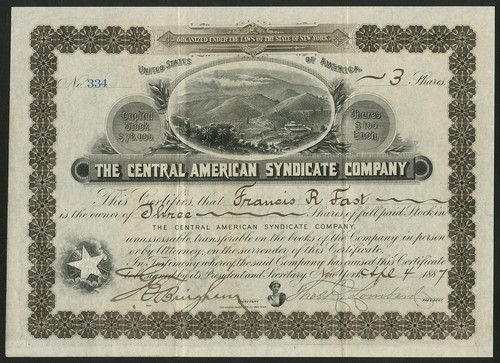 ORGANIZED UNDER THE LAWS OF THE STATE OF NEW YORK.
UNITED STATES OF AMERICA
No. 334
3 Shares.
Capital Stock
Shares $100 Each
THE CENTRAL AMERICAN SYNDICATE COMPANY
This Certifies, that Francis R Fast
is the owner of Three Shares of full paid Stock in
THE CENTRAL AMERICAN SYNDICATE COMPANY,
unassessable, transferable on the books of the Company in person
or by Attorney, on the surrender of this Certificate.
In testimony whereof the said Company has caused this Certificate
to be signed by its President and Secretary, New York, 4 1887